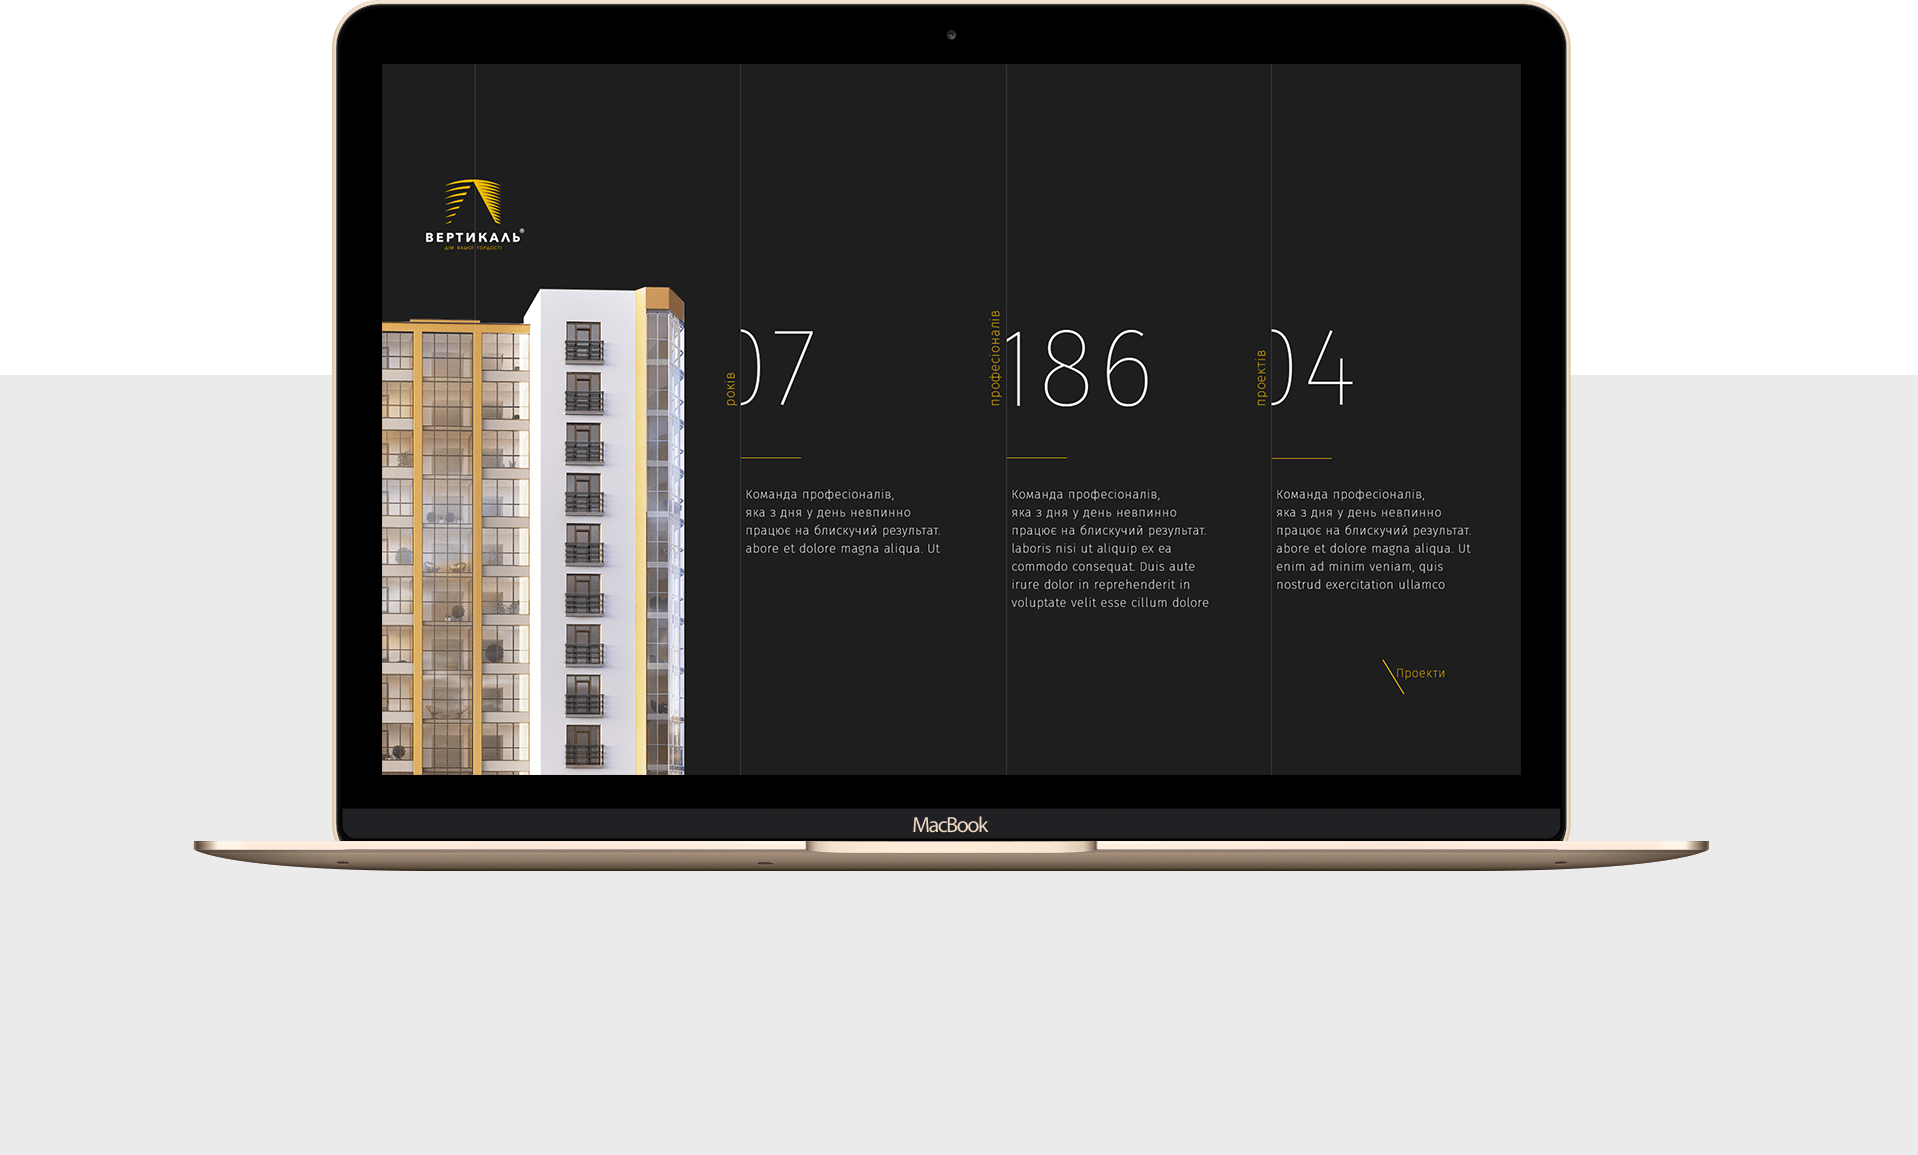 ВЕРТИКАЛЬ®
ДІМ ВАШОЇ ГОРДОСТІ
років
07
Команда професіоналів,
яка з дня у день невпинно
працює на блискучий результат.
abore et dolore magna aliqua. Ut
професіоналів
186
Команда професіоналів,
яка з дня у день невпинно
працює на блискучий результат.
laboris nisi ut aliquip ex ea
commodo consequat. Duis aute
irure dolor in reprehenderit in
voluptate velit esse cillum dolore
проектів
04
Команда професіоналів,
яка з дня у день невпинно
працює на блискучий результат.
abore et dolore magna aliqua. Ut
enim ad minim veniam, quis
nostrud exercitation ullamco
Проекти
MacBook